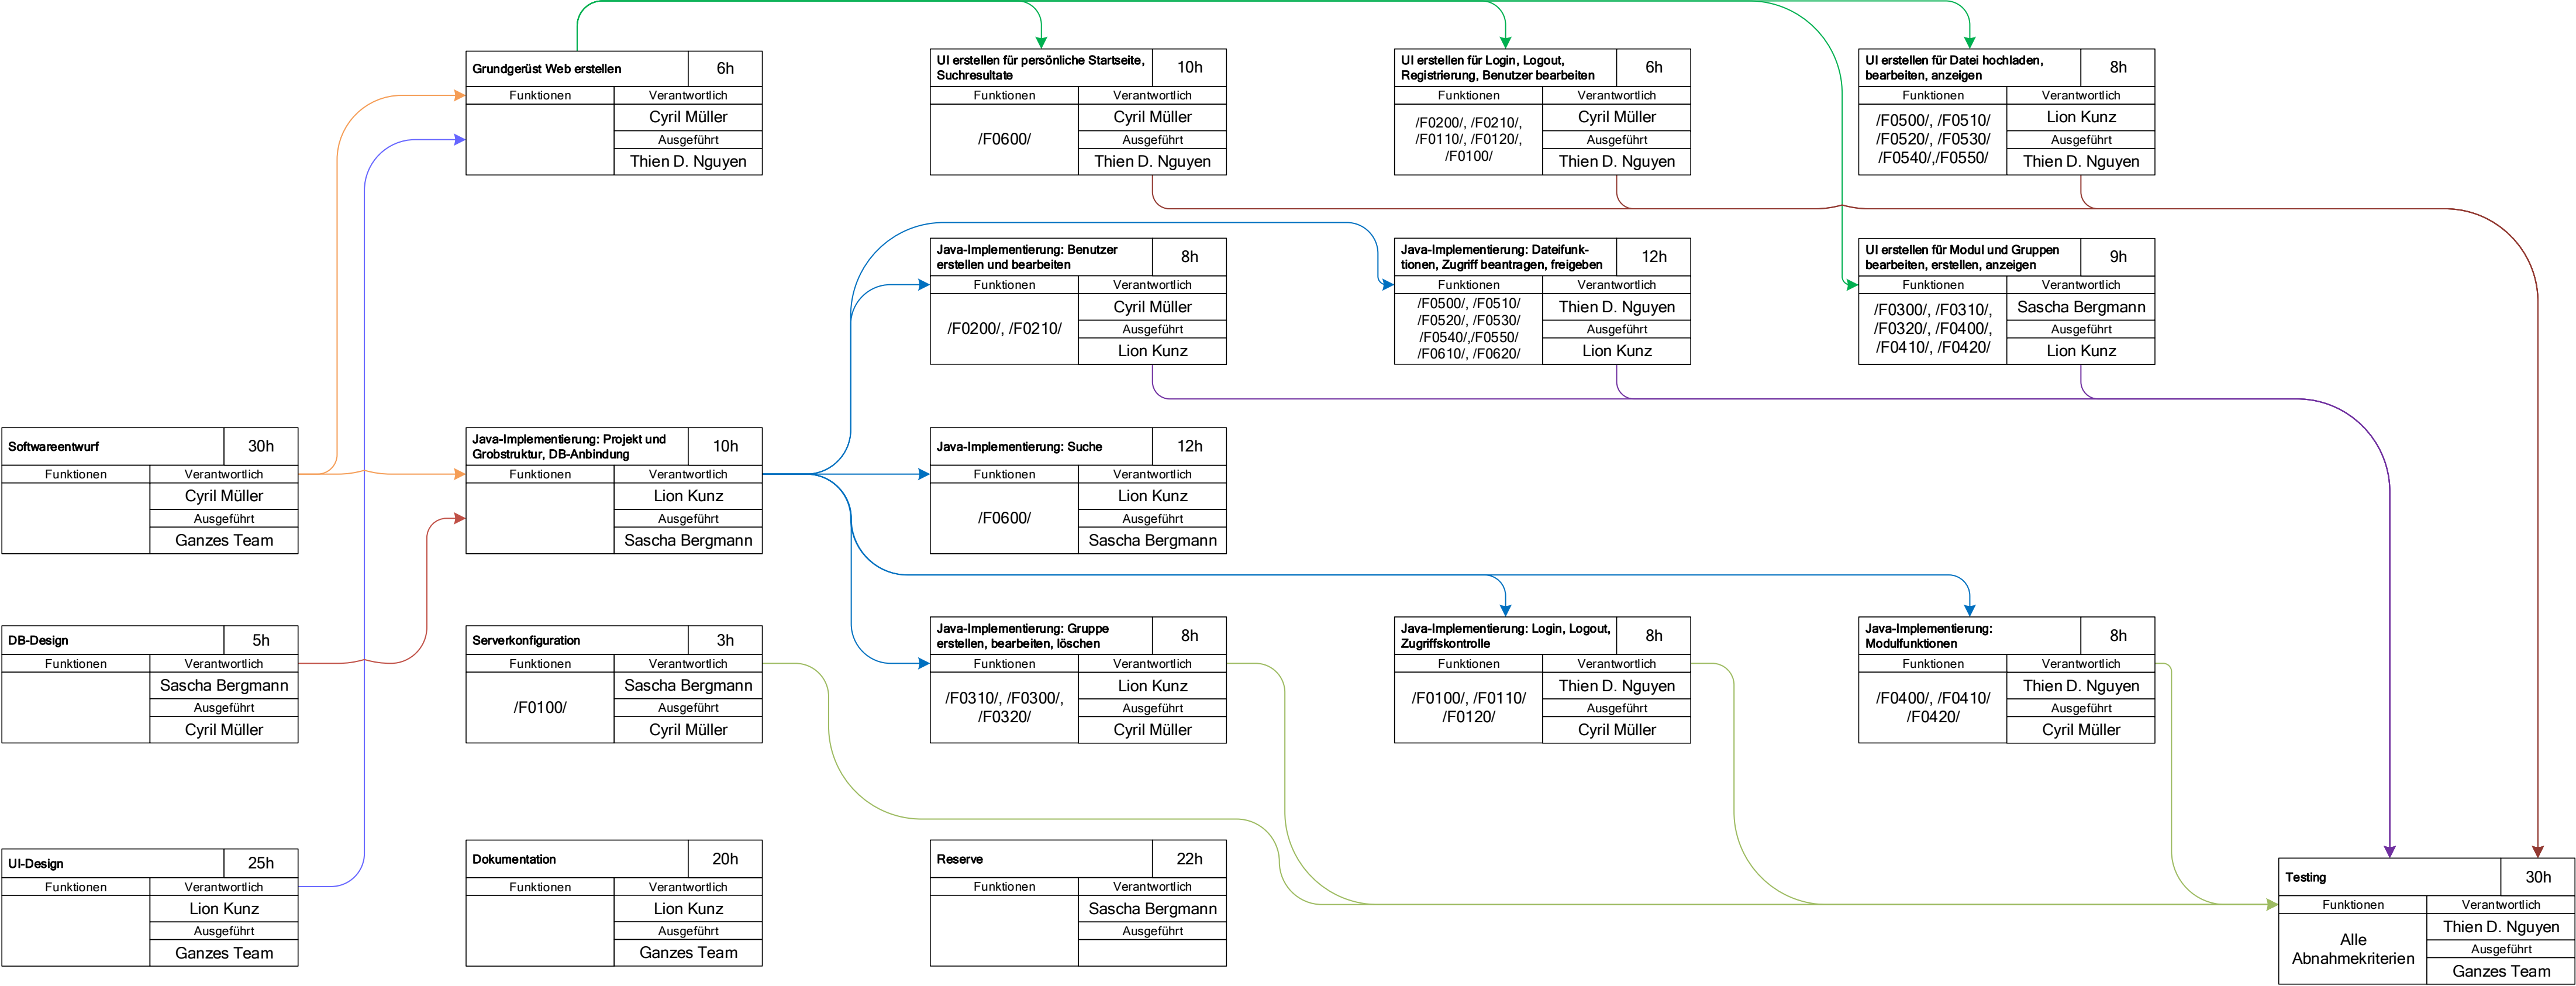 Grundgerüst Web erstellen
6h
Funktionen
Verantwortlich
Cyril Müller
Ausgeführt
Thien D. Nguyen
UI erstellen für persönliche Startseite,
Suchresultate
10h
Funktionen
Verantwortlich
/F0600/
Cyril Müller
Ausgeführt
Thien D. Nguyen
UI erstellen für Login, Logout,
Registrierung, Benutzer bearbeiten
6h
Funktionen
Verantwortlich
/F0200/, /F0210/,
/F0110/, /F0120/,
/F0100/
Cyril Müller
Ausgeführt
Thien D. Nguyen
UI erstellen für Datei hochladen,
bearbeiten, anzeigen
8h
Funktionen
Verantwortlich
/F0500/, /F0510/
/F0520/, /F0530/
/F0540/,/F0550/
Lion Kunz
Ausgeführt
Thien D. Nguyen
Java-Implementierung: Benutzer
erstellen und bearbeiten
8h
Funktionen
Verantwortlich
/F0200/, /F0210/
Cyril Müller
Ausgeführt
Lion Kunz
Java-Implementierung: Dateifunk-
tionen, Zugriff beantragen, freigeben
12h
Funktionen
Verantwortlich
/F0500/, /F0510/
/F0520/, /F0530/
/F0540/,/F0550/
/F0610/, /F0620/
Thien D. Nguyen
Ausgeführt
Lion Kunz
UI erstellen für Modul und Gruppen
bearbeiten, erstellen, anzeigen
9h
Funktionen
Verantwortlich
/F0300/, /F0310/,
/F0320/, /F0400/,
/F0410/, /F0420/
Sascha Bergmann
Ausgeführt
Lion Kunz
Softwareentwurf
30h
Funktionen
Verantwortlich
Cyril Müller
Ausgeführt
Ganzes Team
Java-Implementierung: Projekt und
Grobstruktur, DB-Anbindung
10h
Funktionen
Verantwortlich
Lion Kunz
Ausgeführt
Sascha Bergmann
Java-Implementierung: Suche
12h
Funktionen
Verantwortlich
/F0600/
Lion Kunz
Ausgeführt
Sascha Bergmann
DB-Design
5h
Funktionen
Verantwortlich
Sascha Bergmann
Ausgeführt
Cyril Müller
Serverkonfiguration
3h
Funktionen
Verantwortlich
/F0100/
Sascha Bergmann
Ausgeführt
Cyril Müller
Java-Implementierung: Gruppe
erstellen, bearbeiten, löschen
8h
Funktionen
Verantwortlich
/F0310/, /F0300/,
/F0320/
Lion Kunz
Ausgeführt
Cyril Müller
Java-Implementierung: Login, Logout,
Zugriffskontrolle
8h
Funktionen
Verantwortlich
/F0100/, /F0110/
/F0120/
Thien D. Nguyen
Ausgeführt
Cyril Müller
Java-Implementierung:
Modulfunktionen
8h
Funktionen
Verantwortlich
/F0400/, /F0410/
/F0420/
Thien D. Nguyen
Ausgeführt
Cyril Müller
UI-Design
25h
Funktionen
Verantwortlich
Lion Kunz
Ausgeführt
Ganzes Team
Dokumentation
20h
Funktionen
Verantwortlich
Lion Kunz
Ausgeführt
Ganzes Team
Reserve
22h
Funktionen
Verantwortlich
Sascha Bergmann
Ausgeführt
Testing
30h
Funktionen
Verantwortlich
Alle
Abnahmekriterien
Thien D. Nguyen
Ausgeführt
Ganzes Team